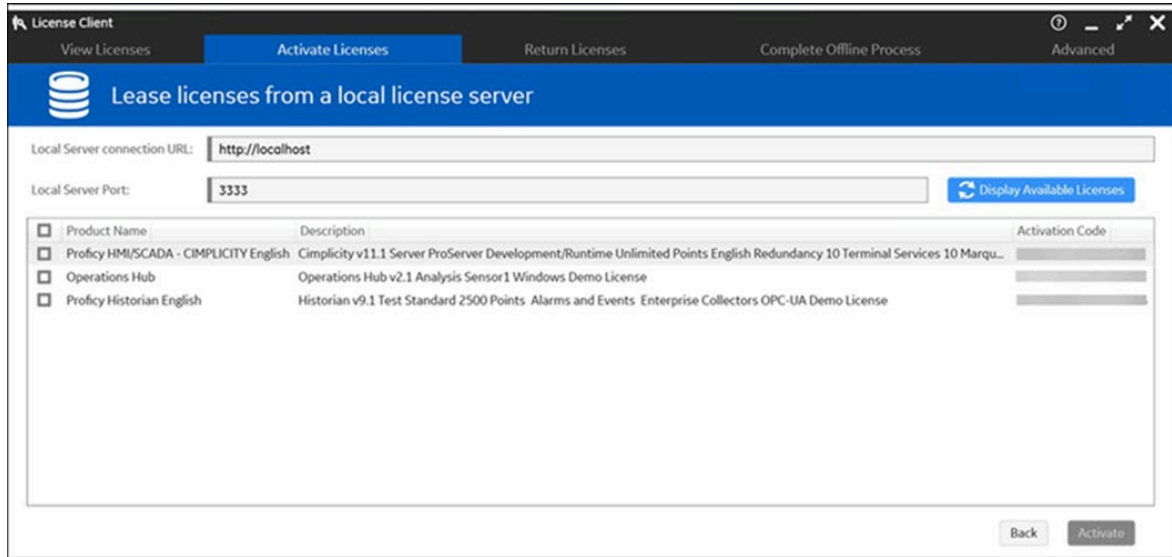 License Client
View Licenses Activate Licenses Return Licenses Complete Offline Process Advanced
Lease licenses from a local license server
Local Server connection URL: http://localhost
Local Server Port: 3333 Display Available Licenses
Product Name Description Activation Code
Proficy HMI/SCADA - CIMPLICITY English Cimplicity v11.1 Server ProServer Development/Runtime Unlimited Points English Redundancy 10 Terminal Services 10 Marqu...
Operations Hub Operations Hub v2.1 Analysis Sensor1 Windows Demo License
Proficy Historian English Historian v9.1 Test Standard 2500 Points Alarms and Events Enterprise Collectors OPC-UA Demo License
Back Activate